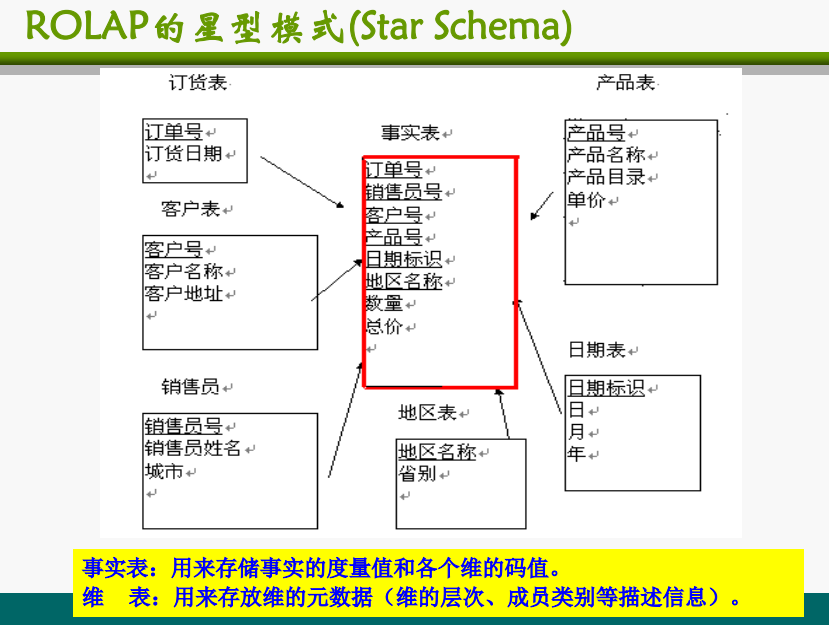 ROLAP的星型模式(Star Schema)
订货表
订单号
订货日期
客户表
客户号
客户名称
客户地址
销售员
销售员号
销售员姓名
城市
事实表
订单号
销售员号
客户号
产品号
日期标识
地区名称
数量
总价
地区表
地区名称
省别
产品表
产品号
产品名称
产品目录
单价
日期表
日期标识
日
月
年
事实表：用来存储事实的度量值和各个维的码值。
维 表：用来存放维的元数据（维的层次、成员类别等描述信息）。